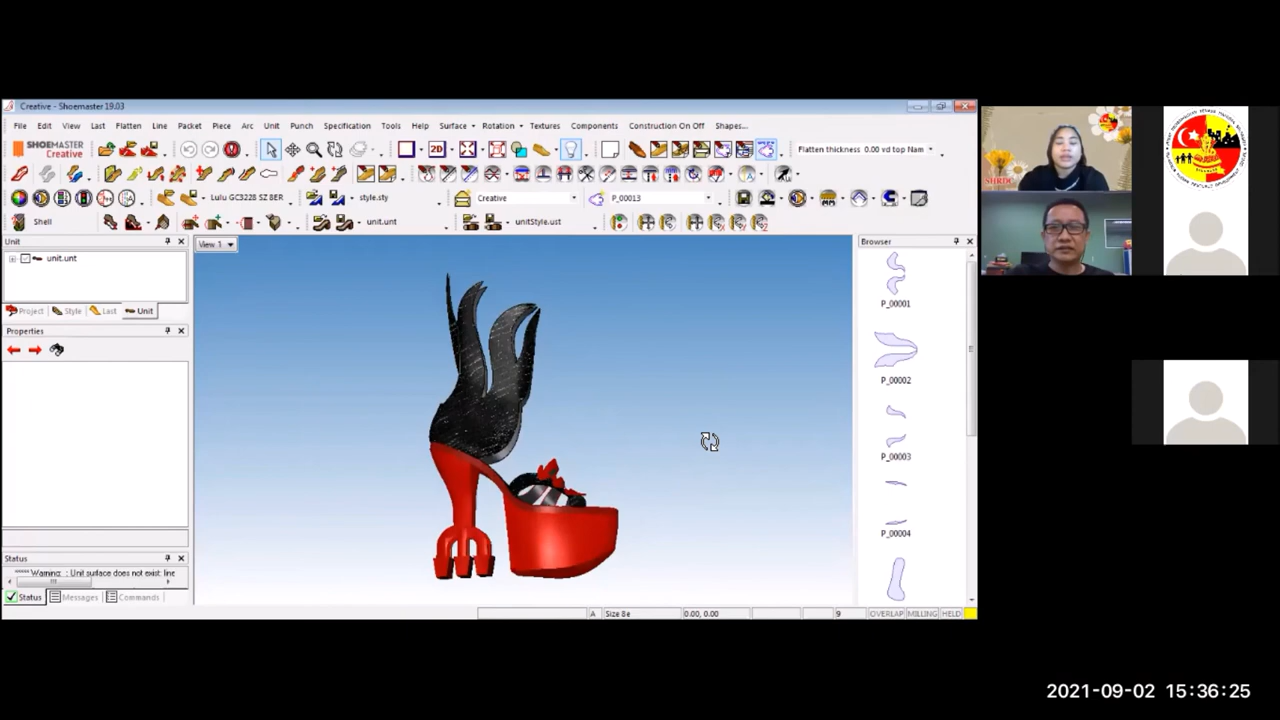 Creative - Shoemaster 19.03
File Edit View Last Flatten Line Packet Piece Arc Unit Punch Specification Tools Help Surface Rotation Textures Components Construction On Off Shapes...
SHOEMASTER
Creative
2D
Flatten thickness 0.00 vd top Nam
Lulu GC3228 SZ BER
style.sty
Creative
P_00013
Shell
unit.unt
unitStyle.ust
Unit
View 1
Browser
unit.unt
P_00001
Project Style Last Unit
Properties
P_00002
P_00003
P_00004
Status
***** Warning: : Unit surface does not exist: line
Status Messages Commands
A Size 8e 0.00, 0.00 9 OVERLAP MILLING HELD
SHRDC
2021-09-02 15:36:25